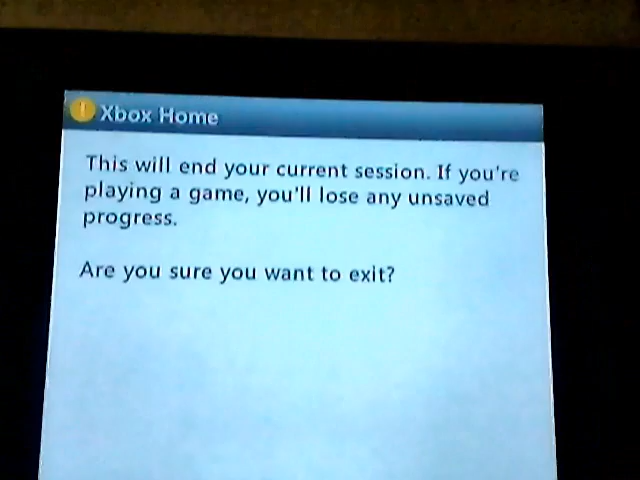 Xbox Home
This will end your current session. If you're
playing a game, you'll lose any unsaved
progress.
Are you sure you want to exit?